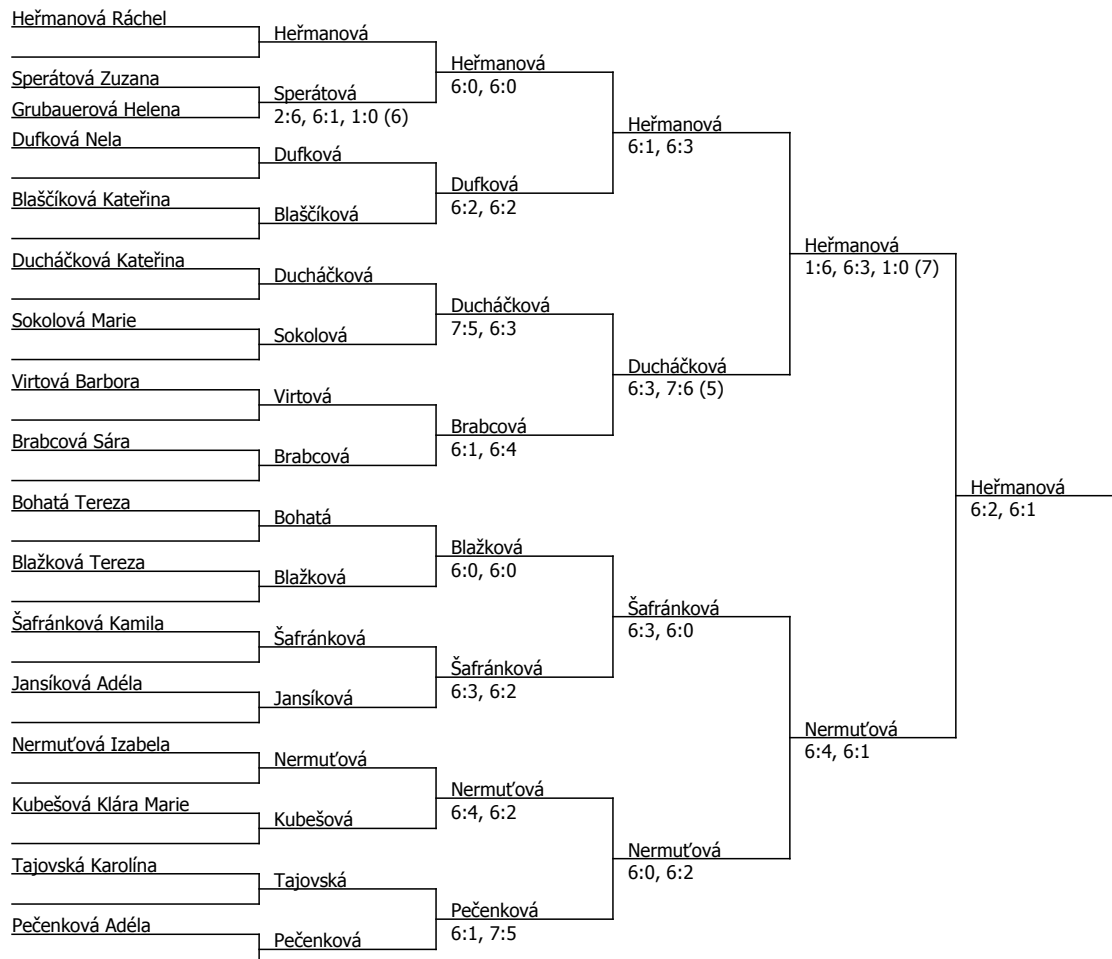 Heřmanová Ráchel
Heřmanová
Heřmanová
6:0, 6:0
Sperátová Zuzana
Sperátová
2:6, 6:1, 1:0 (6)
Grubauerová Helena
Heřmanová
6:1, 6:3
Dufková Nela
Dufková
Dufková
6:2, 6:2
Blaščíková Kateřina
Blaščíková
Heřmanová
1:6, 6:3, 1:0 (7)
Ducháčková Kateřina
Ducháčková
Ducháčková
7:5, 6:3
Sokolová Marie
Sokolová
Ducháčková
6:3, 7:6 (5)
Virtová Barbora
Virtová
Brabcová
6:1, 6:4
Brabcová Sára
Brabcová
Heřmanová
6:2, 6:1
Bohatá Tereza
Bohatá
Blažková
6:0, 6:0
Blažková Tereza
Blažková
Šafránková
6:3, 6:0
Šafránková Kamila
Šafránková
Šafránková
6:3, 6:2
Jansíková Adéla
Jansíková
Nermuťová
6:4, 6:1
Nermuťová Izabela
Nermuťová
Nermuťová
6:4, 6:2
Kubešová Klára Marie
Kubešová
Nermuťová
6:0, 6:2
Tajovská Karolína
Tajovská
Pečenková
6:1, 7:5
Pečenková Adéla
Pečenková